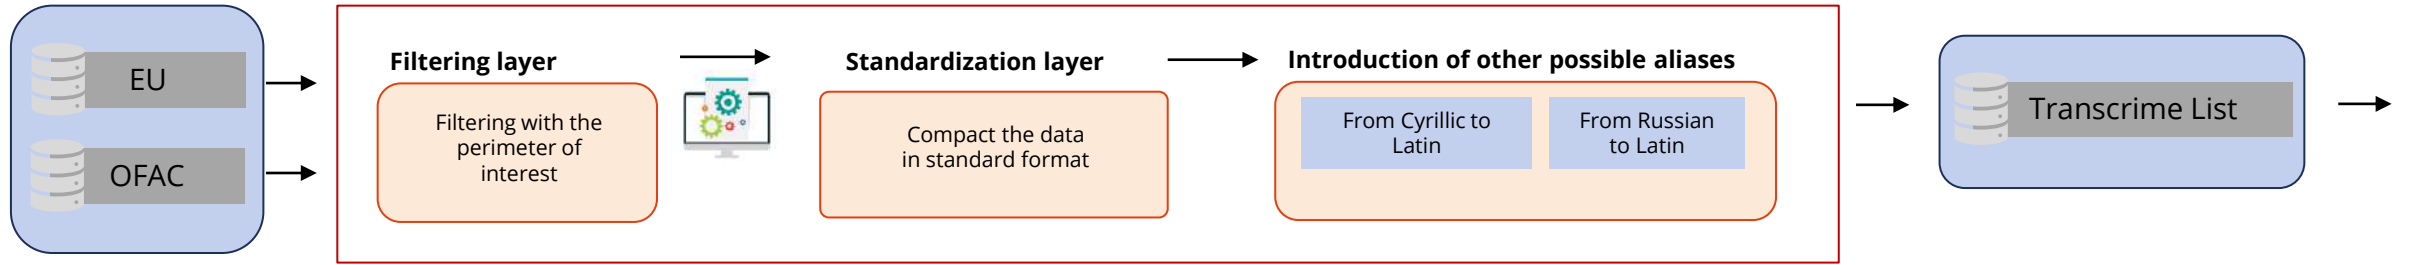 EU
OFAC
Filtering layer
Filtering with the
perimeter of
interest
Standardization layer
Compact the data
in standard format
Introduction of other possible aliases
From Cyrillic to
Latin
From Russian
to Latin
Transcrime List